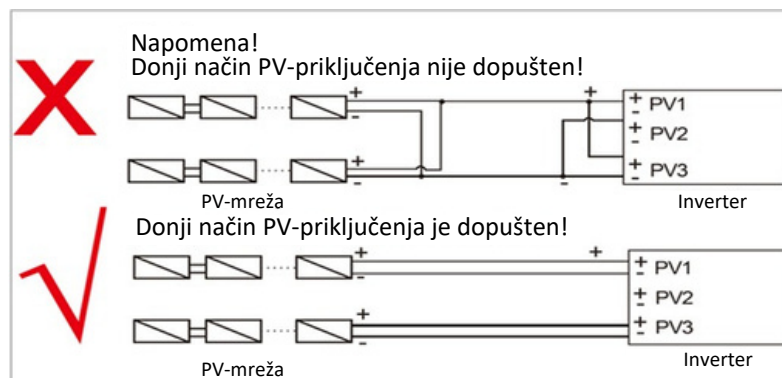 Napomena!
Donji način PV-priključenja nije dopušten!
+
-
+
-
PV-mreža
+
-
+
-
PV1
+
-
PV2
+
-
PV3
Inverter
Donji način PV-priključenja je dopušten!
+
-
+
-
PV-mreža
+
+
-
PV1
+
-
PV2
+
-
PV3
Inverter